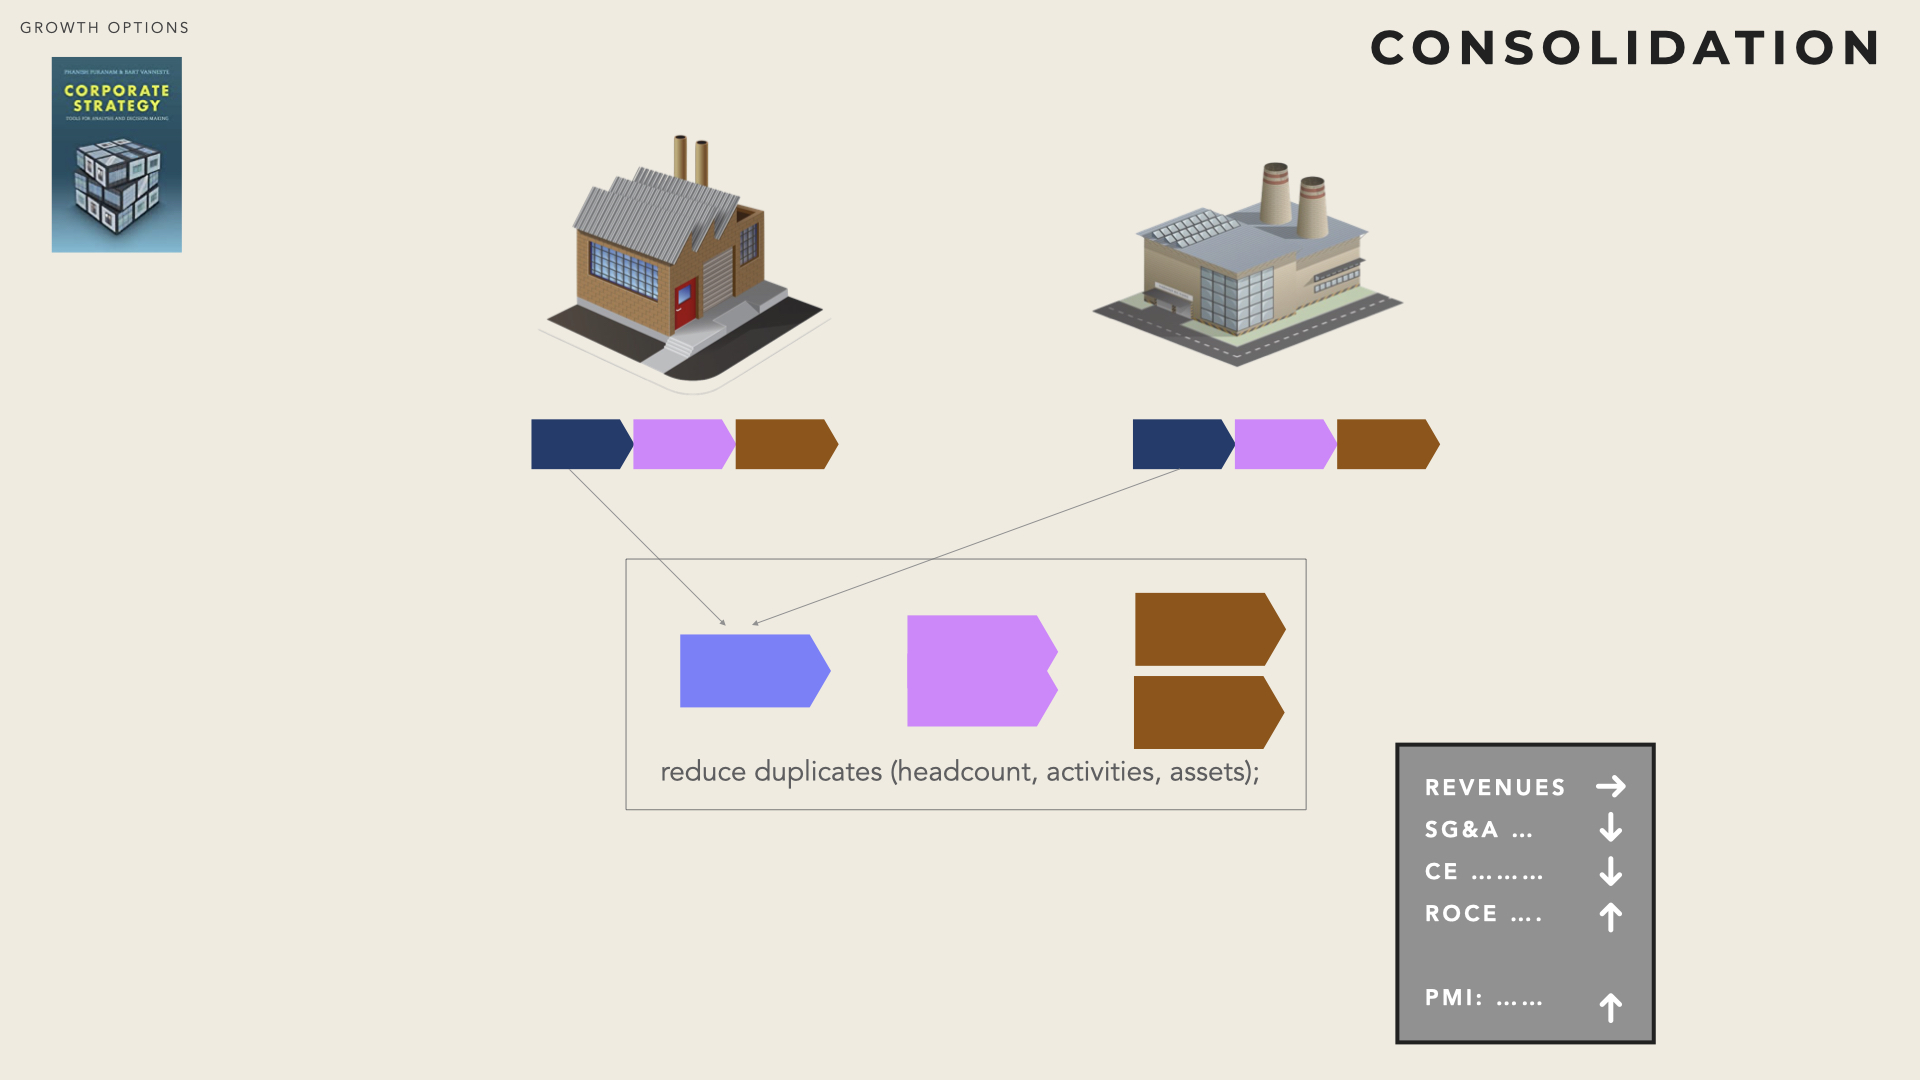 GROWTH OPTIONS
CONSOLIDATION
PHANISH PURANAM & BART VANNESTE
CORPORATE
STRATEGY
TOOLS FOR ANALYSIS AND DECISION-MAKING
reduce duplicates (headcount, activities, assets);
REVENUES
SG&A ...
CE .........
ROCE ....
PMI: ......